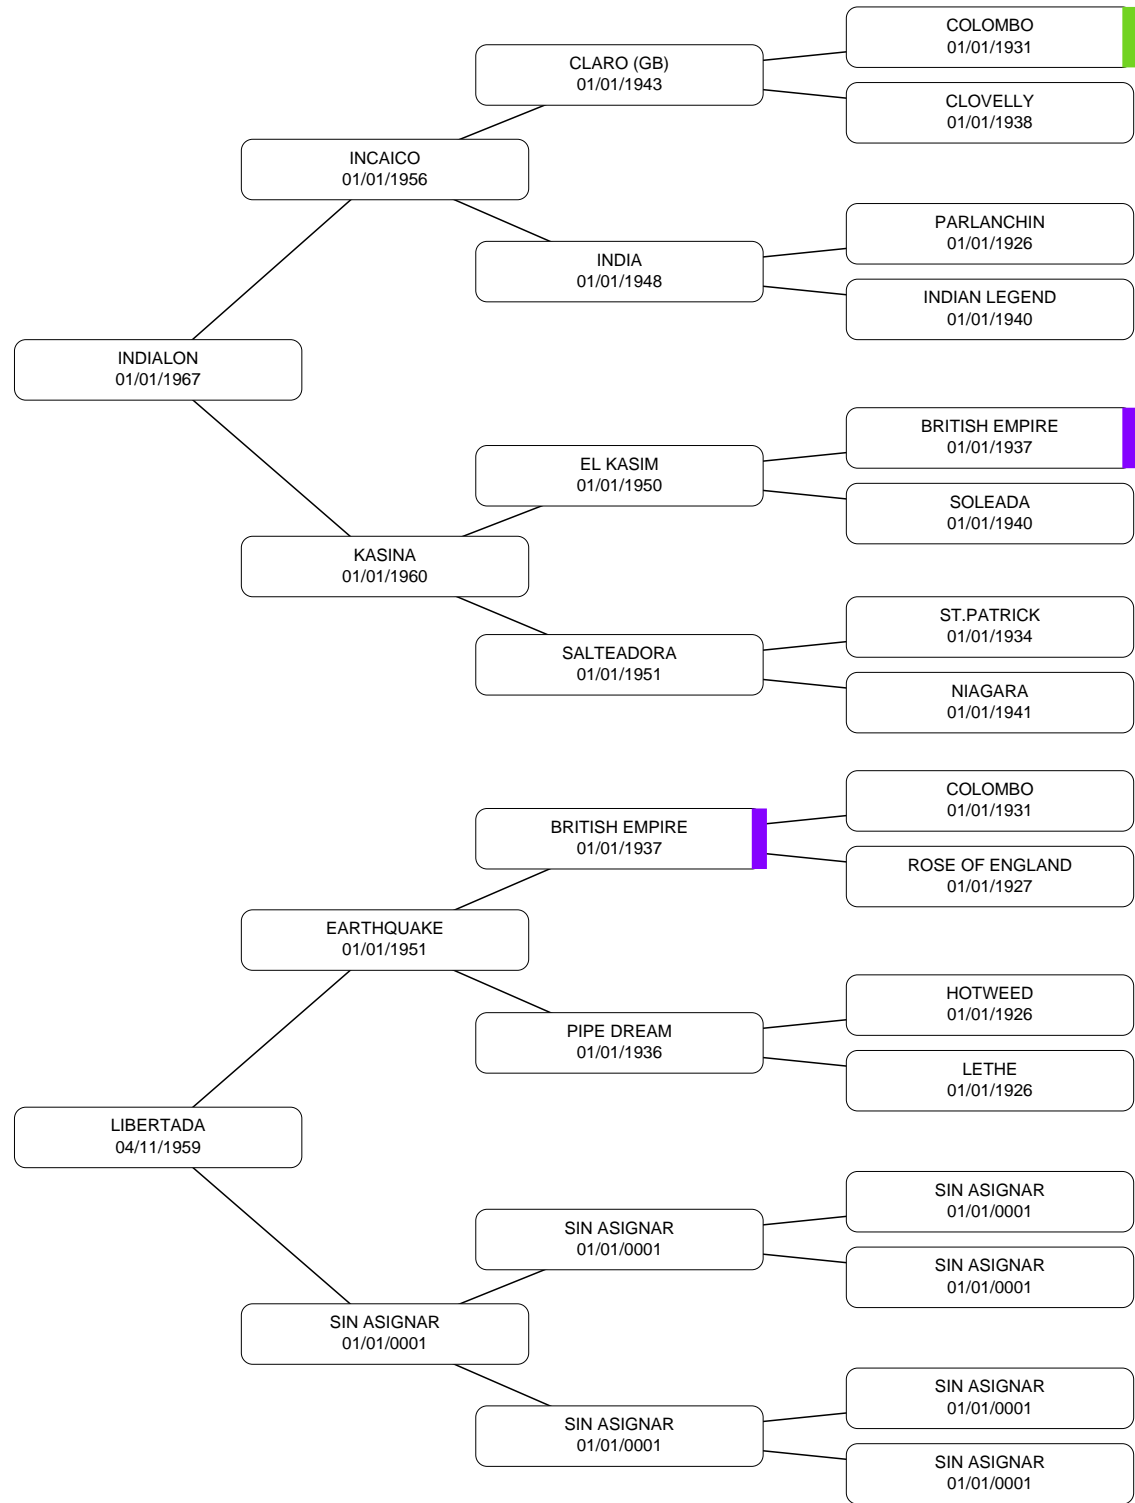 COLOMBO
01/01/1931
CLARO (GB)
01/01/1943
CLOVELLY
01/01/1938
INCAICO
01/01/1956
PARLANCHIN
01/01/1926
INDIA
01/01/1948
INDIAN LEGEND
01/01/1940
INDIALON
01/01/1967
BRITISH EMPIRE
01/01/1937
EL KASIM
01/01/1950
SOLEADA
01/01/1940
KASINA
01/01/1960
ST.PATRICK
01/01/1934
SALTEADORA
01/01/1951
NIAGARA
01/01/1941
COLOMBO
01/01/1931
BRITISH EMPIRE
01/01/1937
ROSE OF ENGLAND
01/01/1927
EARTHQUAKE
01/01/1951
HOTWEED
01/01/1926
PIPE DREAM
01/01/1936
LETHE
01/01/1926
LIBERTADA
04/11/1959
SIN ASIGNAR
01/01/0001
SIN ASIGNAR
01/01/0001
SIN ASIGNAR
01/01/0001
SIN ASIGNAR
01/01/0001
SIN ASIGNAR
01/01/0001
SIN ASIGNAR
01/01/0001
SIN ASIGNAR
01/01/0001